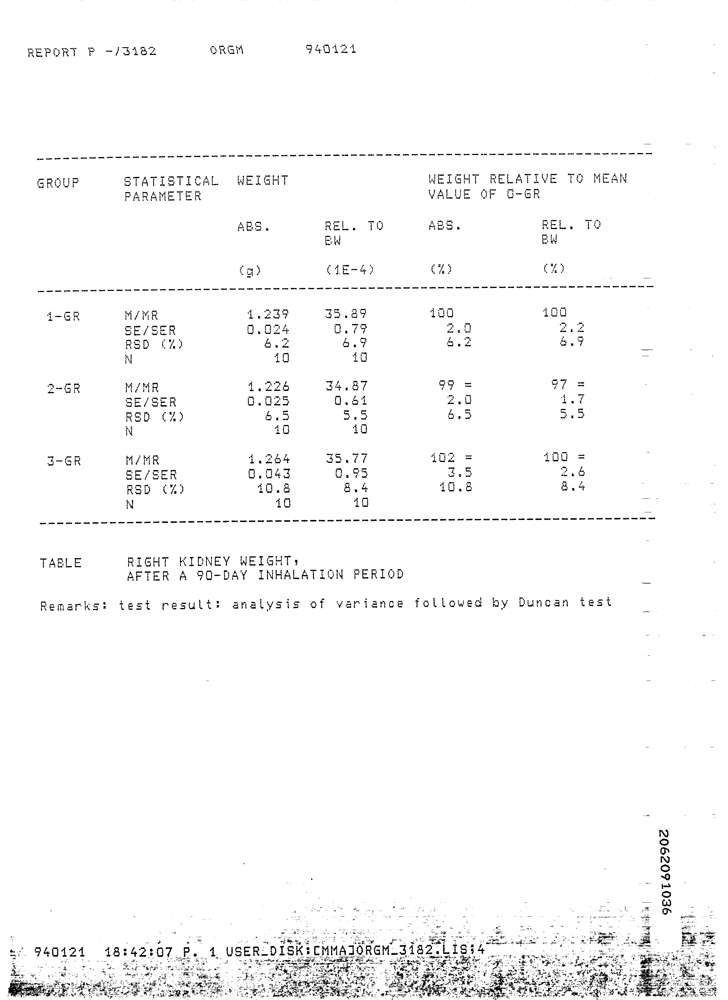 REPORT P -/3182 ORGM 940121
GROUP STATISTICAL WEIGHT WEIGHT RELATIVE TO MEAN
PARAMETER VALUE OF 0-GR
ABS. REL. TO ABS. REL. TO
BW BW
(g) (1E-4) (%) (%)
1-GR M/MR 1.239 35.89 100 100
SE/SER 0.024 0.79 2.0 2.2
RSD (%) 6.2 6.9 6.2 6.9
N 10 10
2-GR M/MR 1.226 34.87 99 = 97 =
SE/SER 0.025 0.61 2.0 1.7
RSD (%) 6.5 5.5 6.5 5.5
N 10 10
3-GR M/MR 1.264 35.77 102 = 100 =
SE/SER 0.043 0.95 3.5 2.6
RSD (%) 10.8 8.4 10.8 8.4
N 10 10
TABLE RIGHT KIDNEY WEIGHT,
AFTER A 90-DAY INHALATION PERIOD
Remarks: test result: analysis of variance followed by Duncan test
2062091036
940121 18:42:07 P. 1 USER_DISK:[MMAJORGM_3182.LIS;4